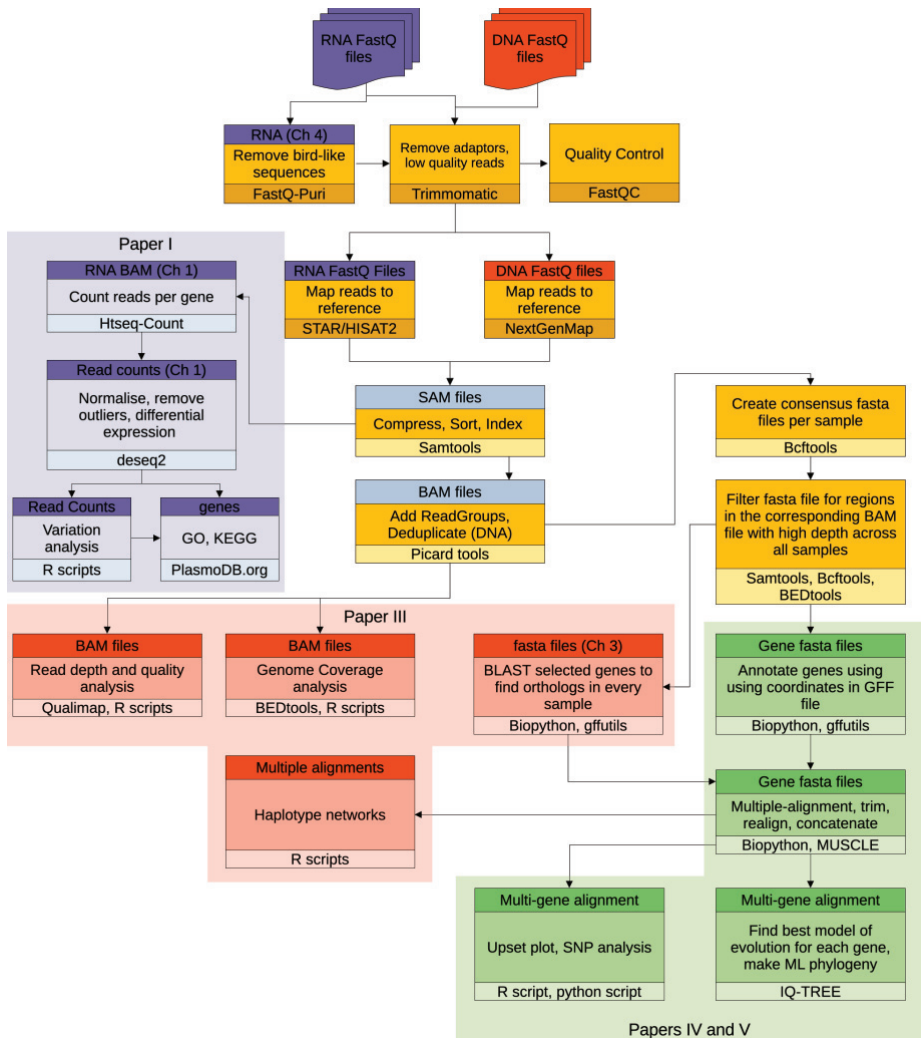 RNA FastQ
files
DNA FastQ
files
RNA (Ch 4)
Remove bird-like
sequences
FastQ-Puri
Remove adaptors,
low quality reads
Trimmomatic
Quality Control
FastQC
Paper I
RNA BAM (Ch 1)
Count reads per gene
Htseq-Count
RNA FastQ Files
Map reads to
reference
STAR/HISAT2
DNA FastQ files
Map reads to
reference
NextGenMap
Read counts (Ch 1)
Normalise, remove
outliers, differential
expression
deseq2
SAM files
Compress, Sort, Index
Samtools
Create consensus fasta
files per sample
Bcftools
Read Counts
Variation
analysis
R scripts
genes
GO, KEGG
PlasmoDB.org
BAM files
Add ReadGroups,
Deduplicate (DNA)
Picard tools
Filter fasta file for regions
in the corresponding BAM
file with high depth across
all samples
Samtools, Bcftools,
BEDtools
Paper III
BAM files
Read depth and quality
analysis
Qualimap, R scripts
BAM files
Genome Coverage
analysis
BEDtools, R scripts
fasta files (Ch 3)
BLAST selected genes to
find orthologs in every
sample
Biopython, gffutils
Gene fasta files
Annotate genes using
using coordinates in GFF
file
Biopython, gffutils
Multiple alignments
Haplotype networks
R scripts
Gene fasta files
Multiple-alignment, trim,
realign, concatenate
Biopython, MUSCLE
Multi-gene alignment
Upset plot, SNP analysis
R script, python script
Multi-gene alignment
Find best model of
evolution for each gene,
make ML phylogeny
IQ-TREE
Papers IV and V